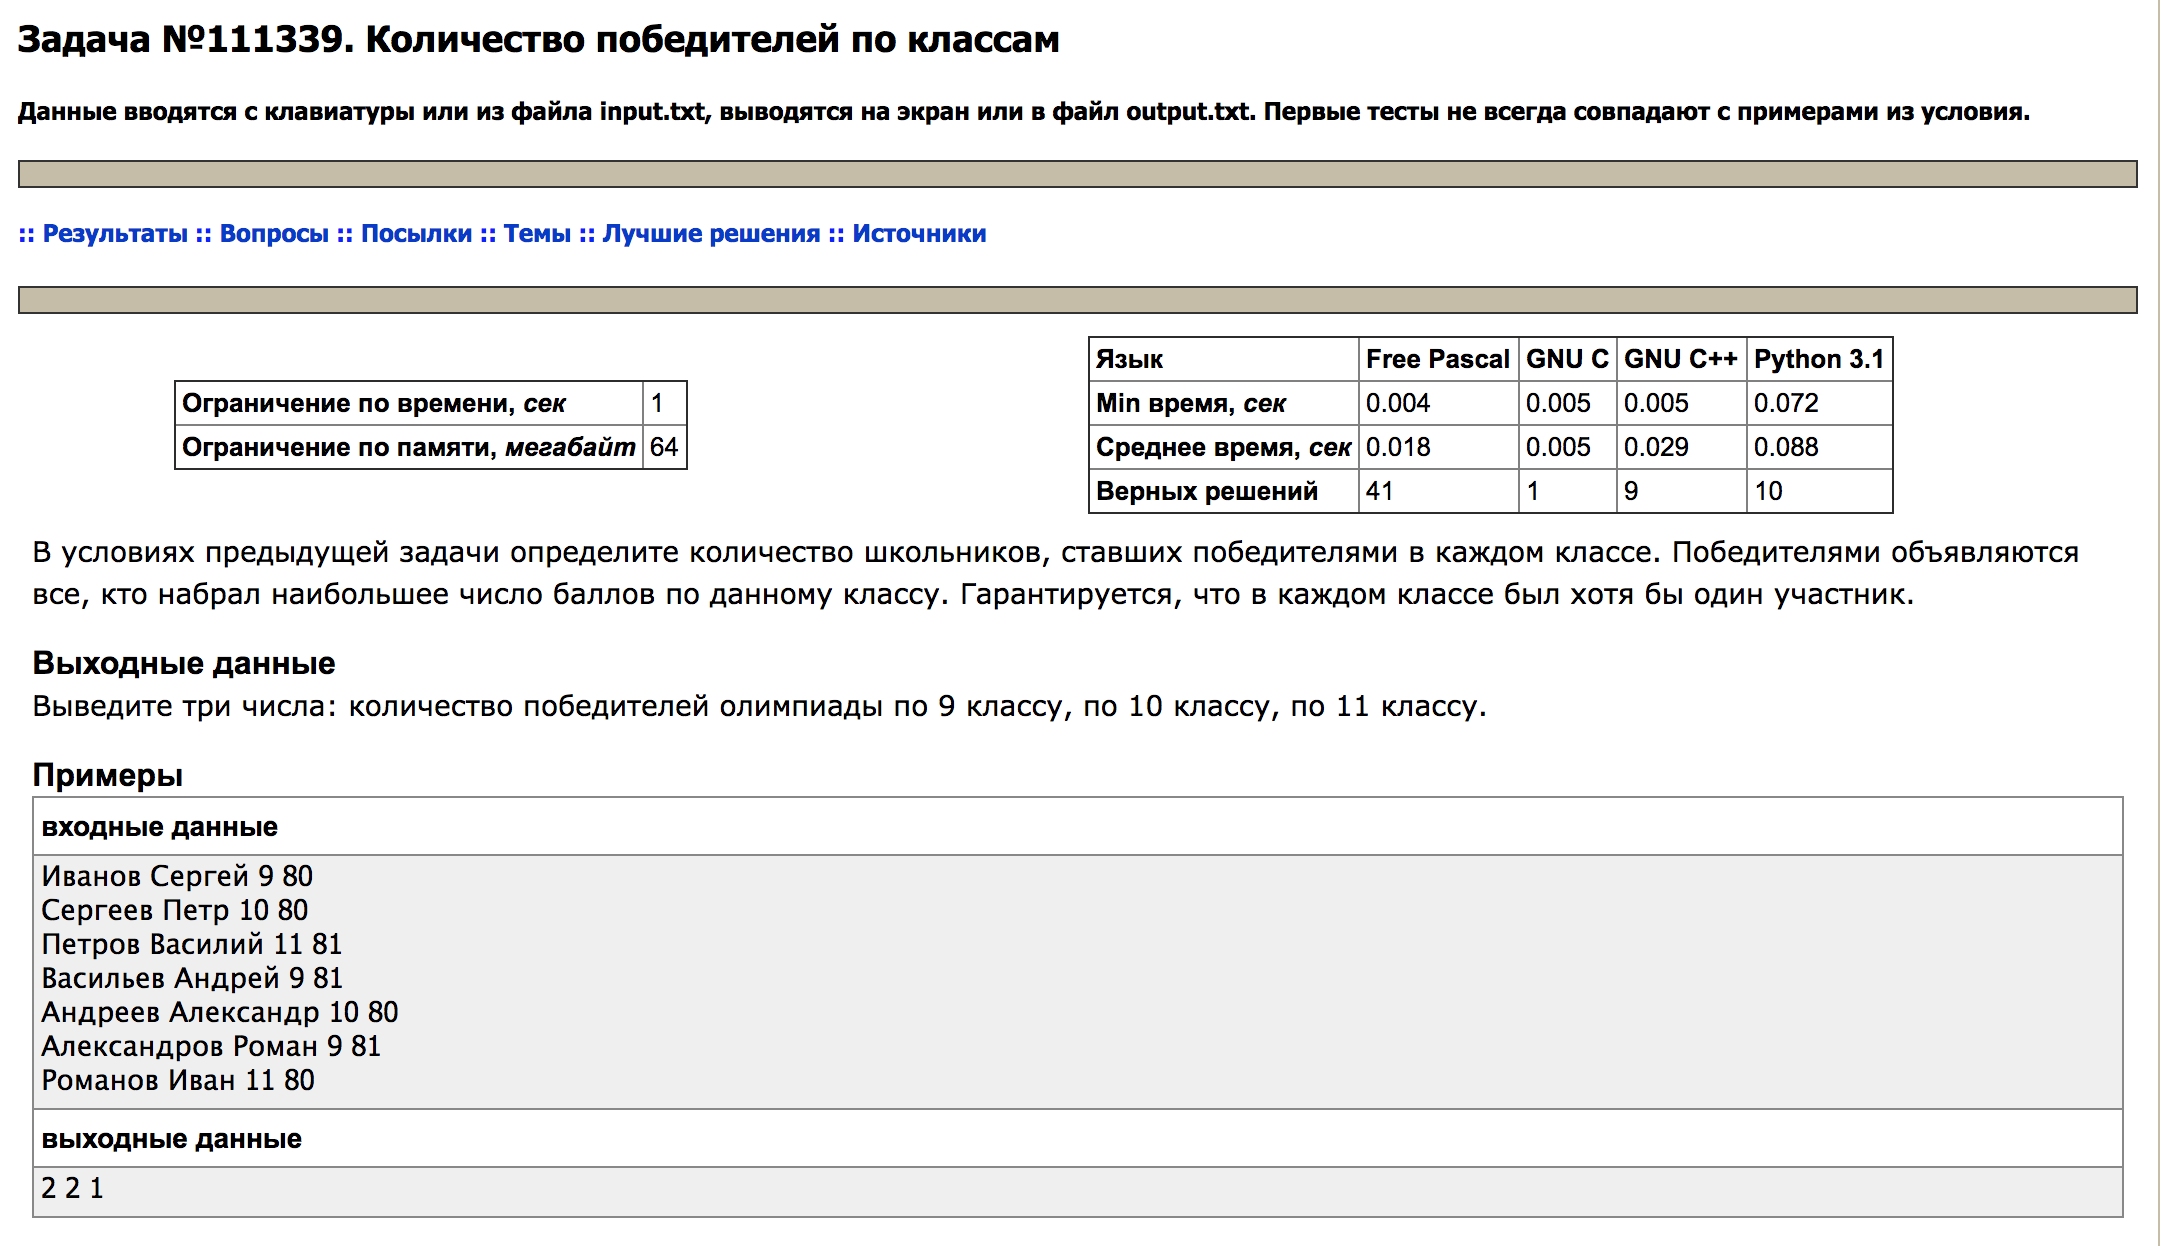 Задача №111339. Количество победителей по классам
Данные вводятся с клавиатуры или из файла input.txt, выводятся на экран или в файл output.txt. Первые тесты не всегда совпадают с примерами из условия.
:: Результаты :: Вопросы :: Посылки :: Темы :: Лучшие решения :: Источники
Ограничение по времени, сек 1
Ограничение по памяти, мегабайт 64
Язык Free Pascal GNU C GNU C++ Python 3.1
Min время, сек 0.004 0.005 0.005 0.072
Среднее время, сек 0.018 0.005 0.029 0.088
Верных решений 41 1 9 10
В условиях предыдущей задачи определите количество школьников, ставших победителями в каждом классе. Победителями объявляются
все, кто набрал наибольшее число баллов по данному классу. Гарантируется, что в каждом классе был хотя бы один участник.
Выходные данные
Выведите три числа: количество победителей олимпиады по 9 классу, по 10 классу, по 11 классу.
Примеры
входные данные
Иванов Сергей 9 80
Сергеев Петр 10 80
Петров Василий 11 81
Васильев Андрей 9 81
Андреев Александр 10 80
Александров Роман 9 81
Романов Иван 11 80
выходные данные
2 2 1